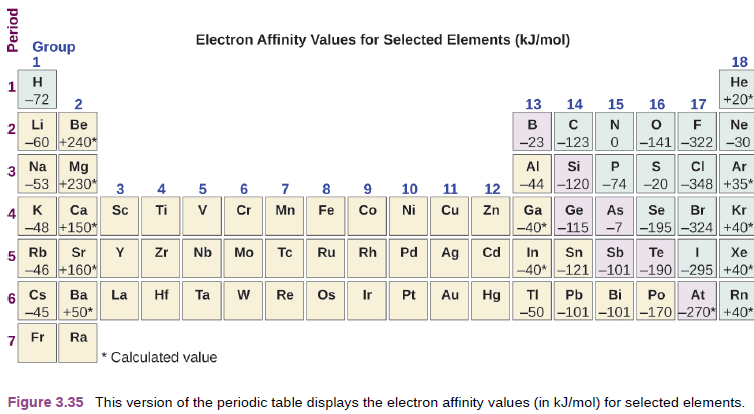 Period
Electron Affinity Values for Selected Elements (kJ/mol)
Group
1 18
1 H He
–72 +20*
2 13 14 15 16 17
2 Li Be B C N O F Ne
–60 +240* –23 –123 0 –141 –322 –30
3 Na Mg Al Si P S Cl Ar
–53 +230* –44 –120 –74 –20 –348 +35*
3 4 5 6 7 8 9 10 11 12
4 K Ca Sc Ti V Cr Mn Fe Co Ni Cu Zn Ga Ge As Se Br Kr
–48 +150* –40* –115 –7 –195 –324 +40*
5 Rb Sr Y Zr Nb Mo Tc Ru Rh Pd Ag Cd In Sn Sb Te I Xe
–46 +160* –40* –121 –101 –190 –295 +40*
6 Cs Ba La Hf Ta W Re Os Ir Pt Au Hg Tl Pb Bi Po At Rn
–45 +50* –50 –101 –101 –170 –270* +40*
7 Fr Ra
* Calculated value
Figure 3.35 This version of the periodic table displays the electron affinity values (in kJ/mol) for selected elements.